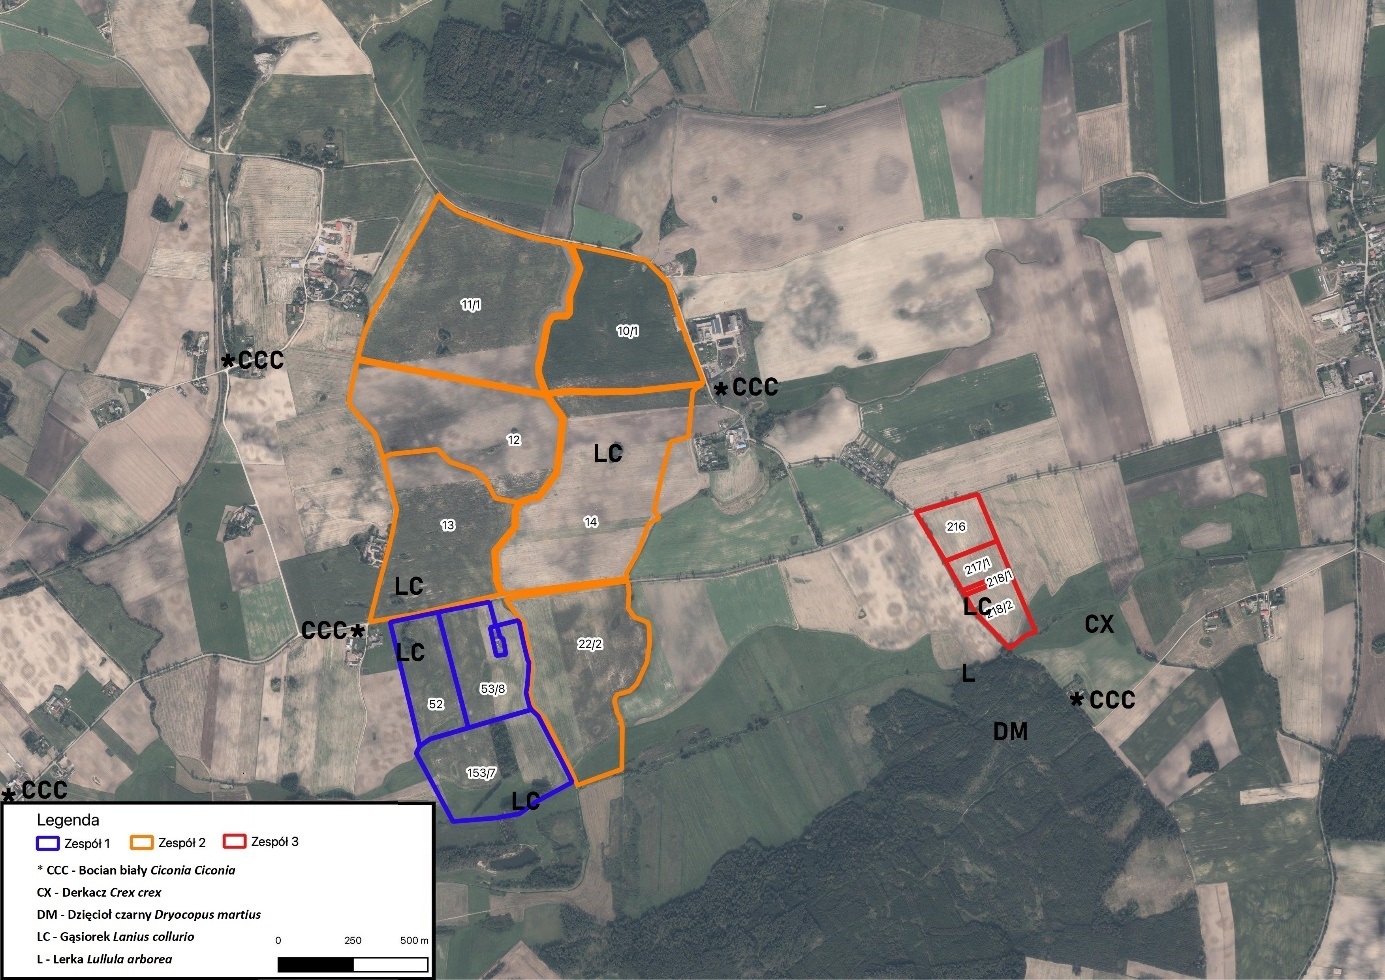 11/1
10/1
*CCC
*CCC
12
LC
13
14
216
217/1
218/1
LC
LC
218/2
CX
CCC*
22/2
LC
L
53/8
*CCC
52
DM
153/7
*CCC
LC
Legenda
Zespół 1 Zespół 2 Zespół 3
* CCC - Bocian biały Ciconia Ciconia
CX - Derkacz Crex crex
DM - Dzięcioł czarny Dryocopus martius
LC - Gąsiorek Lanius collurio
L - Lerka Lullula arborea
0 250 500 m